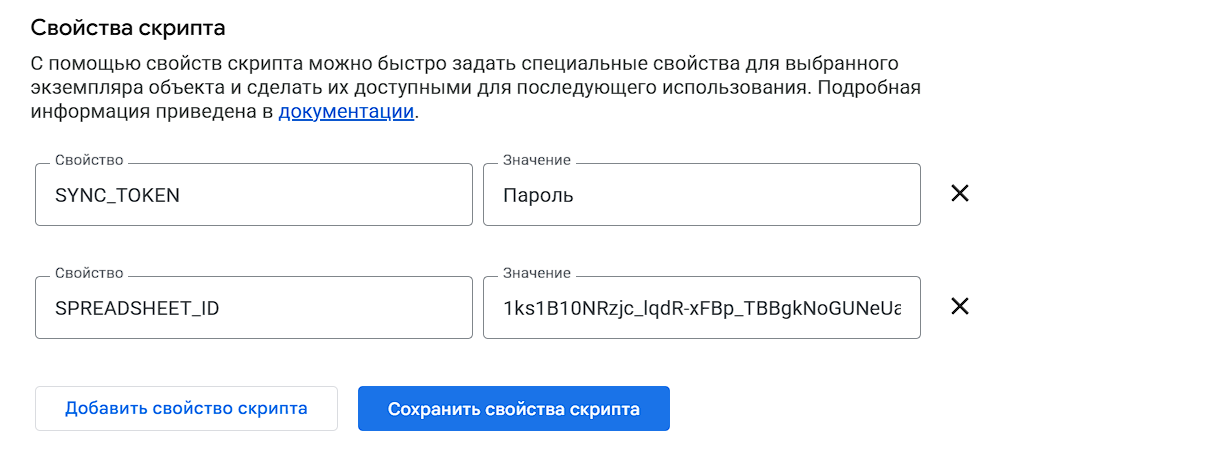 Свойства скрипта
С помощью свойств скрипта можно быстро задать специальные свойства для выбранного
экземпляра объекта и сделать их доступными для последующего использования. Подробная
информация приведена в документации.
Свойство
Значение
SYNC_TOKEN
Пароль
Свойство
Значение
SPREADSHEET_ID
1ks1B10NRzjc_lqdR-xFBp_TBBgkNoGUNeUa
Добавить свойство скрипта
Сохранить свойства скрипта